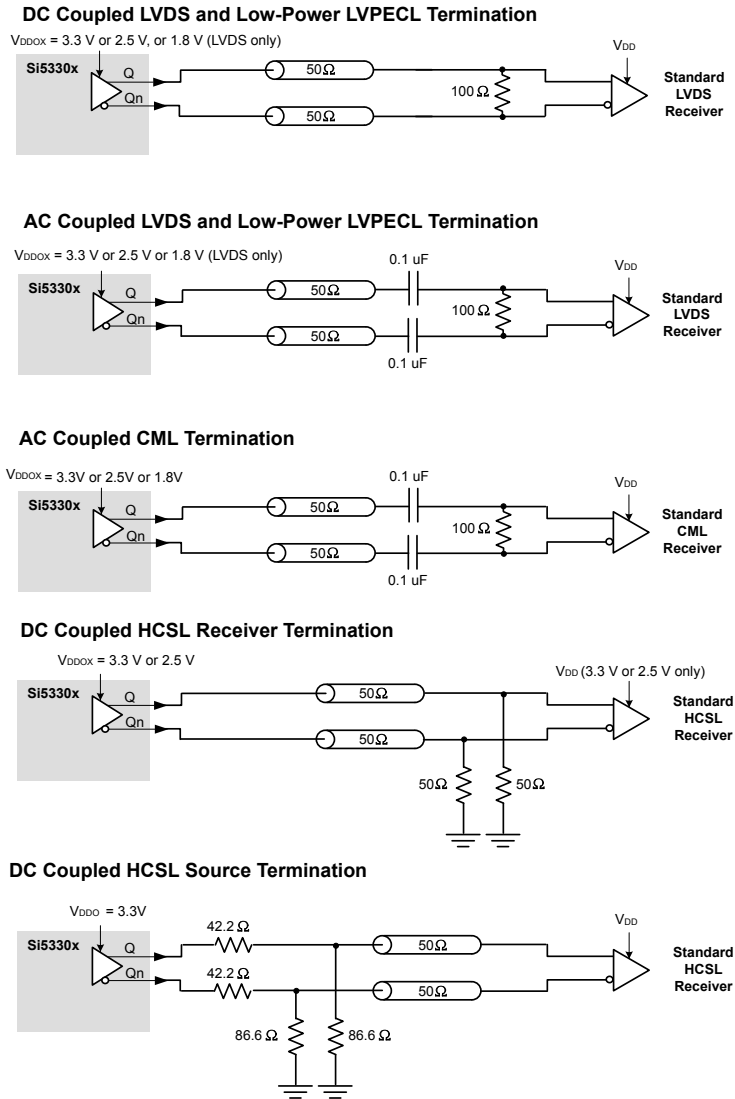 DC Coupled LVDS and Low-Power LVPECL Termination
VDDOX = 3.3 V or 2.5 V, or 1.8 V (LVDS only)
VDD
Si5330x
Q
50Ω
Standard
LVDS
Receiver
100 Ω
Qn
50Ω
AC Coupled LVDS and Low-Power LVPECL Termination
VDDOX = 3.3 V or 2.5 V or 1.8 V (LVDS only)
0.1 uF
VDD
Si5330x
Q
50Ω
Standard
LVDS
Receiver
100 Ω
Qn
50Ω
0.1 uF
AC Coupled CML Termination
VDDOX = 3.3V or 2.5V or 1.8V
0.1 uF
VDD
Si5330x
Q
50Ω
Standard
CML
Receiver
100 Ω
Qn
50Ω
0.1 uF
DC Coupled HCSL Receiver Termination
VDDOX = 3.3 V or 2.5 V
VDD (3.3 V or 2.5 V only)
Si5330x
Q
50Ω
Standard
HCSL
Receiver
Qn
50Ω
50Ω
50Ω
DC Coupled HCSL Source Termination
VDDO = 3.3V
42.2 Ω
VDD
Si5330x
Q
50Ω
Standard
HCSL
Receiver
42.2 Ω
Qn
50Ω
86.6 Ω
86.6 Ω